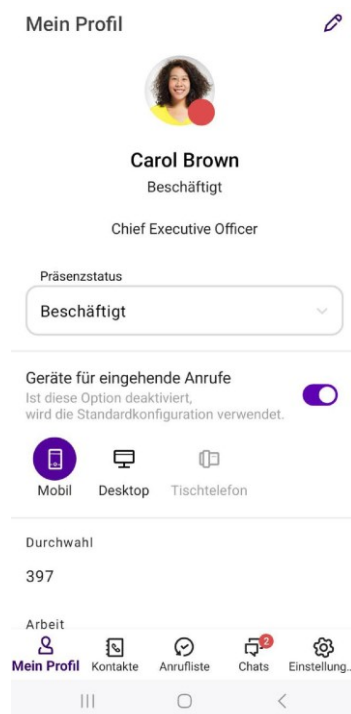 Mein Profil
Carol Brown
Beschäftigt
Chief Executive Officer
Präsenzstatus
Beschäftigt
Geräte für eingehende Anrufe
Ist diese Option deaktiviert,
wird die Standardkonfiguration verwendet.
Mobil Desktop Tischtelefon
Durchwahl
397
Arbeit
2
Mein Profil Kontakte Anrufliste Chats Einstellung..